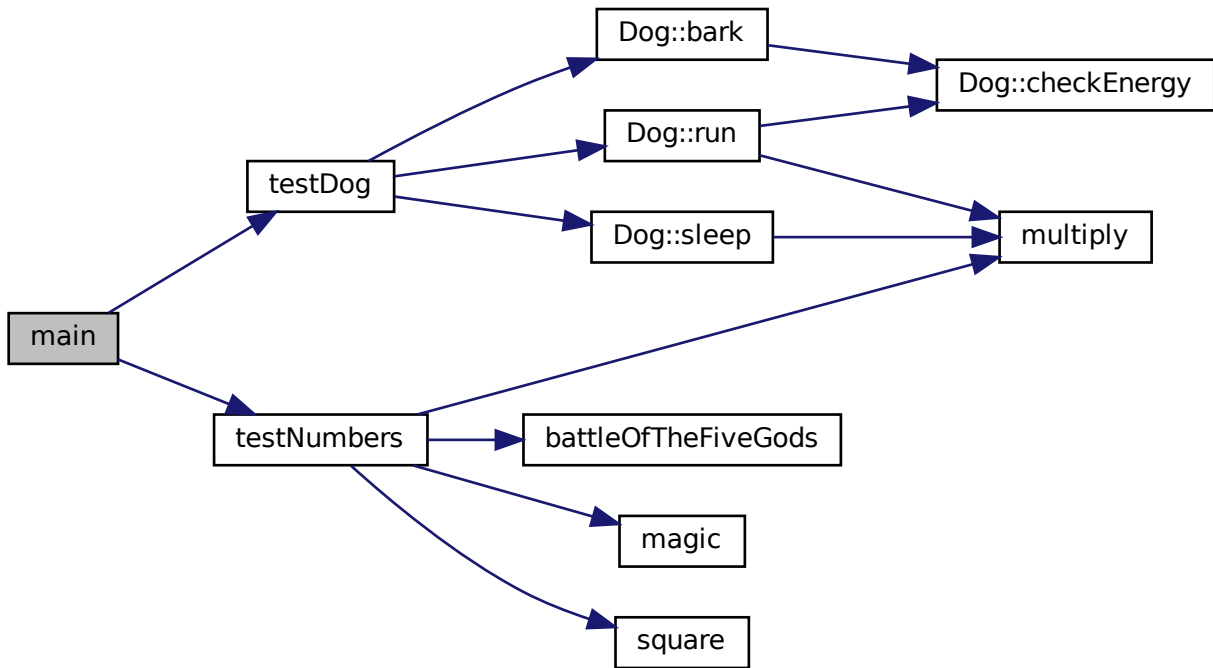 Dog::bark
Dog::checkEnergy
Dog::run
testDog
Dog::sleep
multiply
main
testNumbers
battleOfTheFiveGods
magic
square